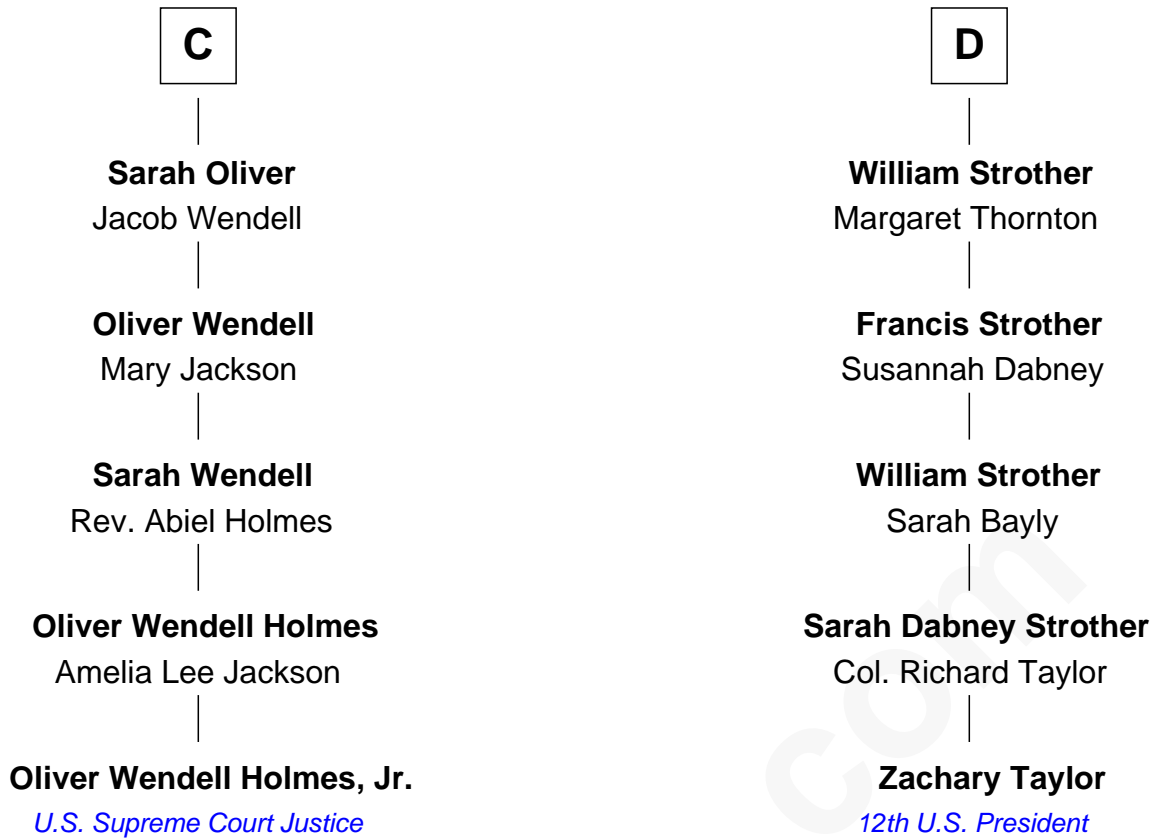 C
Sarah Oliver
Jacob Wendell
Oliver Wendell
Mary Jackson
Sarah Wendell
Rev. Abiel Holmes
Oliver Wendell Holmes
Amelia Lee Jackson
Oliver Wendell Holmes, Jr.
U.S. Supreme Court Justice
D
William Strother
Margaret Thornton
Francis Strother
Susannah Dabney
William Strother
Sarah Bayly
Sarah Dabney Strother
Col. Richard Taylor
Zachary Taylor
12th U.S. President
com